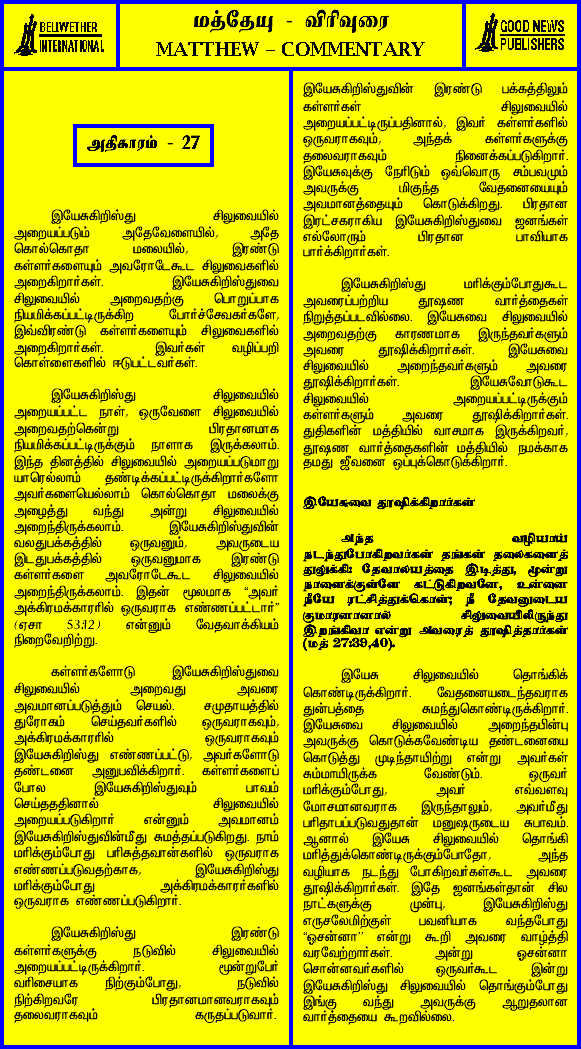 BELIWETHER
INTERNATIONAL
மத்தேயு - விரிவுரை
MATTHEW – COMMENTARY
GOOD NEWS
PUBLISHERS
அதிகாரம் - 27
இயேசுகிறிஸ்து சிலுவையில்
அறையப்படும் அதேவேளையில், அதே
கொல்கொதா மலையில், இரண்டு
கள்ளர்களையும் அவரோடேகூட சிலுவைகளில்
அறைகிறார்கள். இயேசுகிறிஸ்துவை
சிலுவையில் அறைவதற்கு பொறுப்பாக
நியமிக்கப்பட்டிருக்கிற போர்ச்சேவகர்களே,
இவ்விரண்டு கள்ளர்களையும் சிலுவைகளில்
அறைகிறார்கள். இவர்கள் வழிப்பறி
கொள்ளைகளில் ஈடுபட்டவர்கள்.
இயேசுகிறிஸ்து சிலுவையில்
அறையப்பட்ட நாள், ஒருவேளை சிலுவையில்
அறைவதற்கென்று பிரதானமாக
நியமிக்கப்பட்டிருக்கும் நாளாக இருக்கலாம்.
இந்த தினத்தில் சிலுவையில் அறையப்படுமாறு
யாரெல்லாம் தண்டிக்கப்பட்டிருக்கிறார்களோ
அவர்களையெல்லாம் கொல்கொதா மலைக்கு
அழைத்து வந்து அன்று சிலுவையில்
அறைந்திருக்கலாம். இயேசுகிறிஸ்துவின்
வலதுபக்கத்தில் ஒருவனும், அவருடைய
இடதுபக்கத்தில் ஒருவனுமாக இரண்டு
கள்ளர்களை அவரோடேகூட சிலுவையில்
அறைந்திருக்கலாம். இதன் மூலமாக “அவர்
அக்கிரமக்காரரில் ஒருவராக எண்ணப்பட்டார்”
(ஏசா 53:12) என்னும் வேதவாக்கியம்
நிறைவேறிற்று.
கள்ளர்களோடு இயேசுகிறிஸ்துவை
சிலுவையில் அறைவது அவரை
அவமானப்படுத்தும் செயல். சமுதாயத்தில்
துரோகம் செய்தவர்களில் ஒருவராகவும்,
அக்கிரமக்காரரில் ஒருவராகவும்
இயேசுகிறிஸ்து எண்ணப்பட்டு, அவர்களோடு
தண்டனை அனுபவிக்கிறார். கள்ளர்களைப்
போல இயேசுகிறிஸ்துவும் பாவம்
செய்ததினால் சிலுவையில்
அறையப்படுகிறார் என்னும் அவமானம்
இயேசுகிறிஸ்துவின்மீது சுமத்தப்படுகிறது. நாம்
மரிக்கும்போது பரிசுத்தவான்களில் ஒருவராக
எண்ணப்படுவதற்காக, இயேசுகிறிஸ்து
மரிக்கும்போது அக்கிரமக்காரர்களில்
ஒருவராக எண்ணப்படுகிறார்.
இயேசுகிறிஸ்து இரண்டு
கள்ளர்களுக்கு நடுவில் சிலுவையில்
அறையப்பட்டிருக்கிறார். மூன்றுபேர்
வரிசையாக நிற்கும்போது, நடுவில்
நிற்கிறவரே பிரதானமானவராகவும்
தலைவராகவும் கருதப்படுவார்.
இயேசுகிறிஸ்துவின் இரண்டு பக்கத்திலும்
கள்ளர்கள் சிலுவையில்
அறையப்பட்டிருப்பதினால், இவர் கள்ளர்களில்
ஒருவராகவும், அந்தக் கள்ளர்களுக்கு
தலைவராகவும் நினைக்கப்படுகிறார்.
இயேசுவுக்கு நேரிடும் ஒவ்வொரு சம்பவமும்
அவருக்கு மிகுந்த வேதனையையும்
அவமானத்தையும் கொடுக்கிறது. பிரதான
இரட்சகராகிய இயேசுகிறிஸ்துவை ஜனங்கள்
எல்லோரும் பிரதான பாவியாக
பார்க்கிறார்கள்.
இயேசுகிறிஸ்து மரிக்கும்போதுகூட
அவரைப்பற்றிய தூஷண வார்த்தைகள்
நிறுத்தப்படவில்லை. இயேசுவை சிலுவையில்
அறைவதற்கு காரணமாக இருந்தவர்களும்
அவரை தூஷிக்கிறார்கள். இயேசுவை
சிலுவையில் அறைந்தவர்களும் அவரை
தூஷிக்கிறார்கள். இயேசுவோடுகூட
சிலுவையில் அறையப்பட்டிருக்கும்
கள்ளர்களும் அவரை தூஷிக்கிறார்கள்.
துதிகளின் மத்தியில் வாசமாக இருக்கிறவர்,
தூஷண வார்த்தைகளின் மத்தியில் நமக்காக
தமது ஜீவனை ஒப்புக்கொடுக்கிறார்.
இயேசுவை தூஷிக்கிறார்கள்
அந்த வழியாய்
நடந்துபோகிறவர்கள் தங்கள் தலைகளைத்
துலுக்கி: தேவாலயத்தை இடித்து, மூன்று
நாளைக்குள்ளே கட்டுகிறவனே, உன்னை
நீயே ரட்சித்துக்கொள்; நீ தேவனுடைய
குமாரனானால் சிலுவையிலிருந்து
இறங்கிவா என்று அவரைத் தூஷித்தார்கள்
(மத் 27:39,40).
இயேசு சிலுவையில் தொங்கிக்
கொண்டிருக்கிறார். வேதனையடைந்தவராக
துன்பத்தை சுமந்துகொண்டிருக்கிறார்.
இயேசுவை சிலுவையில் அறைந்தபின்பு
அவருக்கு கொடுக்கவேண்டிய தண்டனையை
கொடுத்து முடிந்தாயிற்று என்று அவர்கள்
சும்மாயிருக்க வேண்டும். ஒருவர்
மரிக்கும்போது, அவர் எவ்வளவு
மோசமானவராக இருந்தாலும், அவர்மீது
பரிதாபப்படுவதுதான் மனுஷருடைய சுபாவம்.
ஆனால் இயேசு சிலுவையில் தொங்கி
மரித்துக்கொண்டிருக்கும்போதோ, அந்த
வழியாக நடந்து போகிறவர்கள்கூட அவரை
தூஷிக்கிறார்கள். இதே ஜனங்கள்தான் சில
நாட்களுக்கு முன்பு, இயேசுகிறிஸ்து
எருசலேமிற்குள் பவனியாக வந்தபோது
“ஓசன்னா” என்று கூறி அவரை வாழ்த்தி
வரவேற்றார்கள். அன்று ஓசன்னா
சொன்னவர்களில் ஒருவர்கூட இன்று
இயேசுகிறிஸ்து சிலுவையில் தொங்கும்போது
இங்கு வந்து அவருக்கு ஆறுதலான
வார்த்தையை கூறவில்லை.